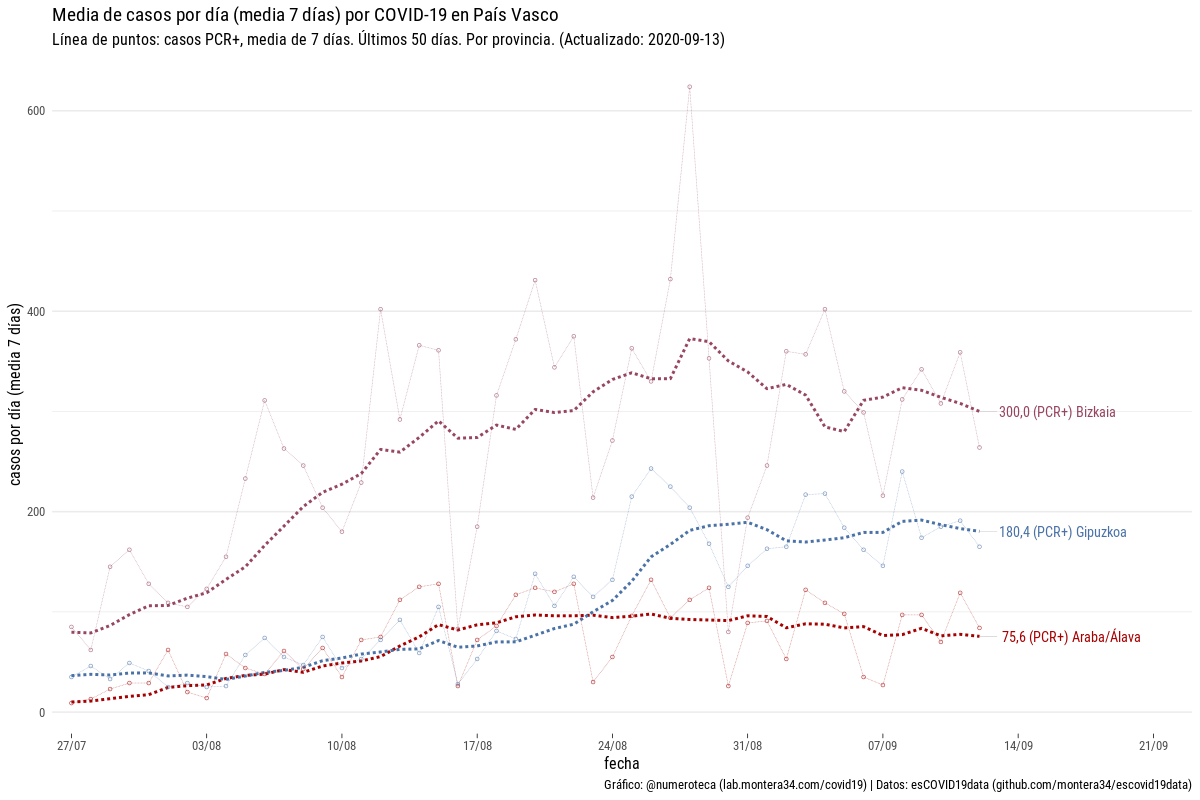 Media de casos por día (media 7 días) por COVID-19 en País Vasco
Línea de puntos: casos PCR+, media de 7 días. Últimos 50 días. Por provincia. (Actualizado: 2020-09-13)
casos por día (media 7 días)
600
400
200
0
300,0 (PCR+) Bizkaia
180,4 (PCR+) Gipuzkoa
75,6 (PCR+) Araba/Álava
27/07 03/08 10/08 17/08 24/08 31/08 07/09 14/09 21/09
fecha
Gráfico: @numeroteca (lab.montera34.com/covid19) | Datos: esCOVID19data (github.com/montera34/escovid19data)